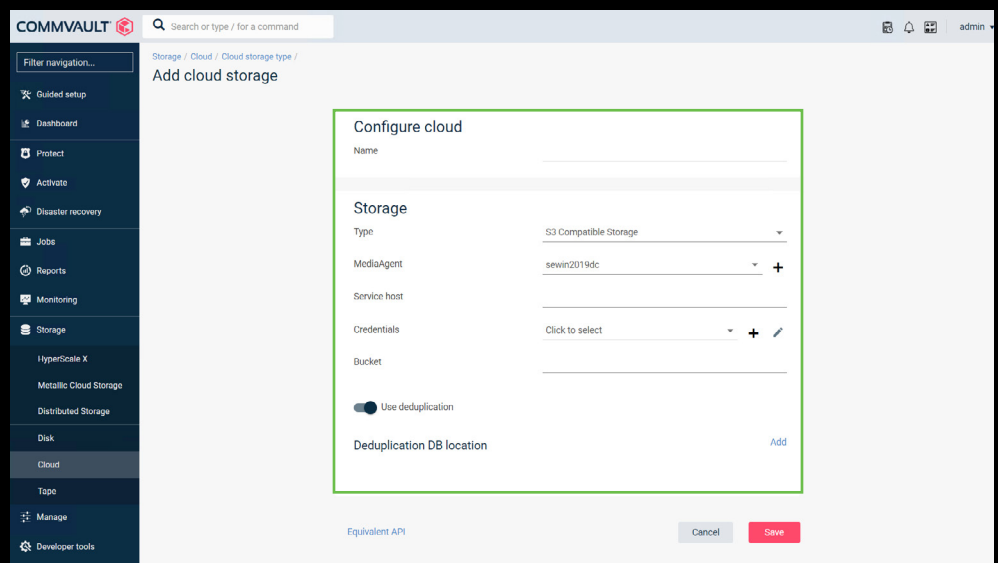 COMMVAULT
Search or type / for a command
admin
Filter navigation...
Guided setup
Dashboard
Protect
Activate
Disaster recovery
Jobs
Reports
Monitoring
Storage
HyperScale X
Metallic Cloud Storage
Distributed Storage
Disk
Cloud
Tape
Manage
Developer tools
Storage / Cloud / Cloud storage type /
Add cloud storage
Configure cloud
Name
Storage
Type S3 Compatible Storage
MediaAgent sewin2019dc
Service host
Credentials Click to select
Bucket
Use deduplication
Deduplication DB location Add
Equivalent API Cancel Save